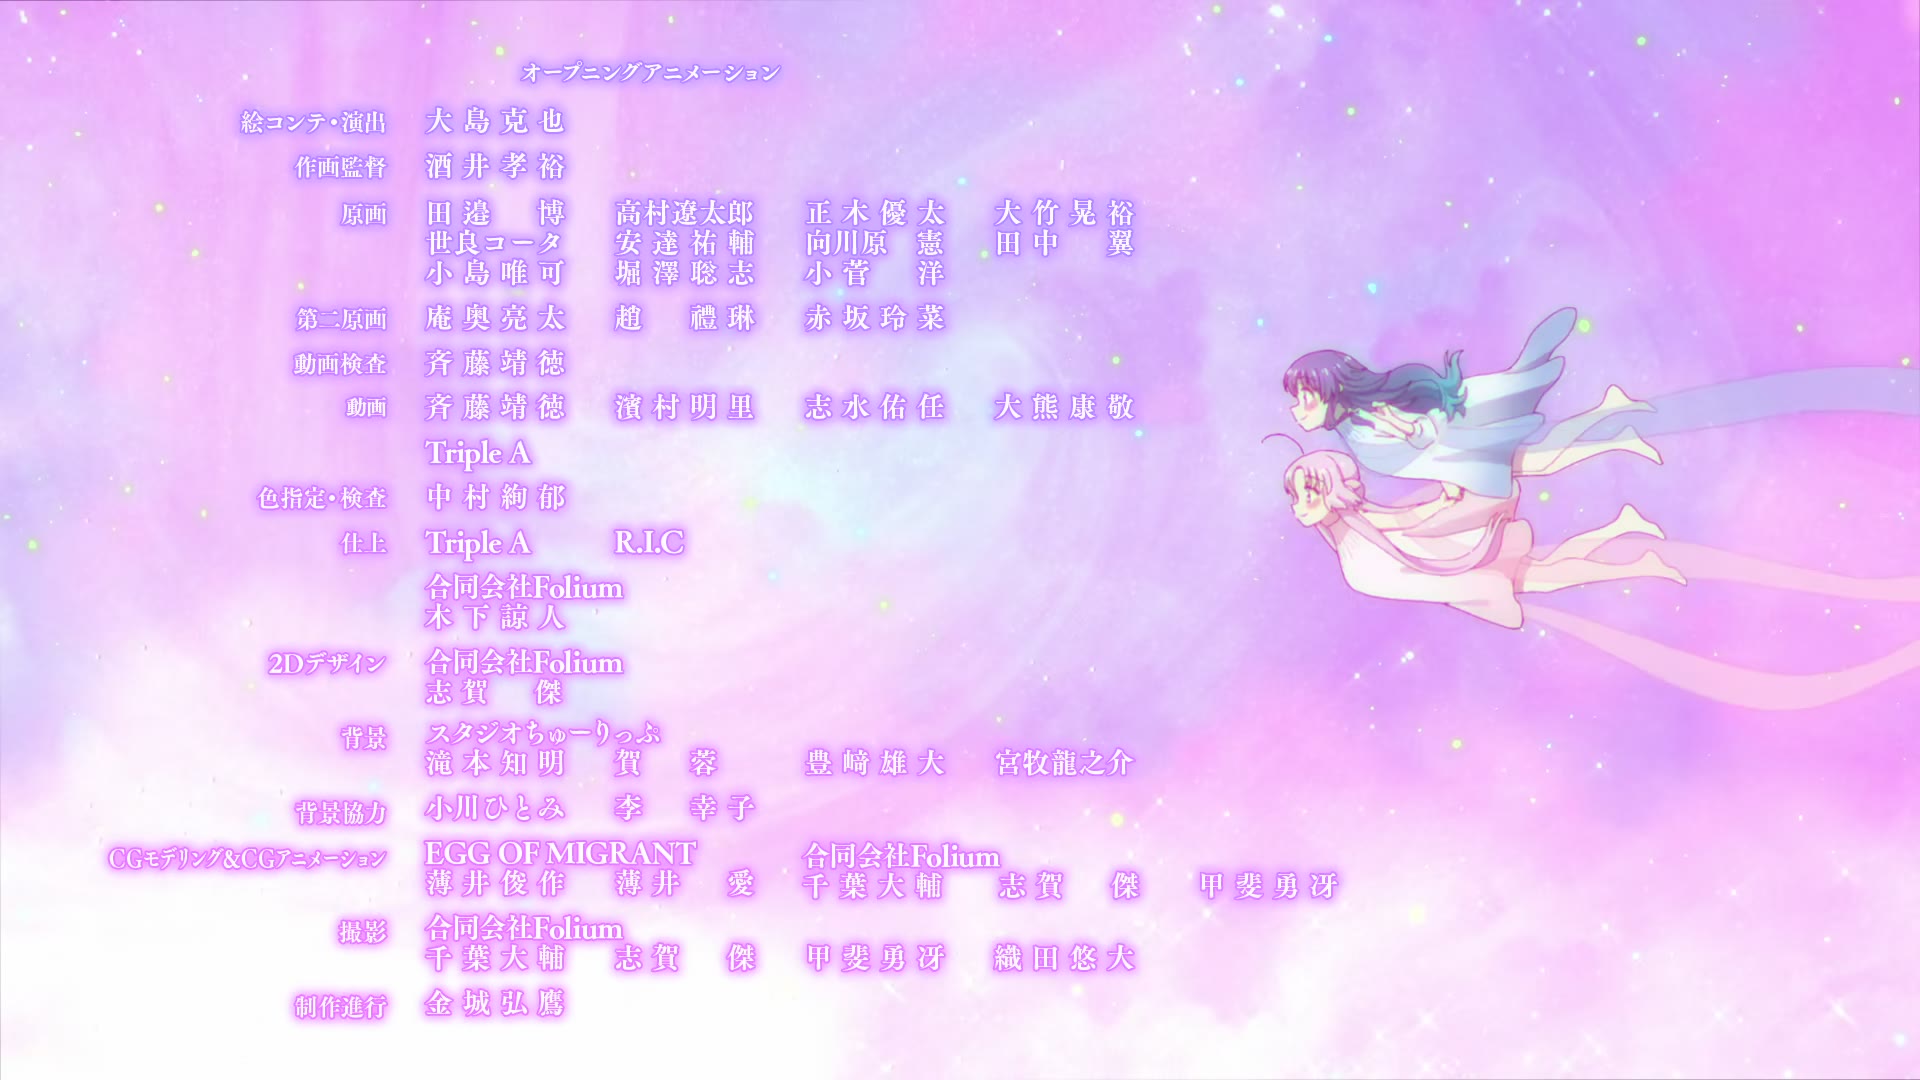 オープニングアニメーション
絵コンテ・演出 大島克也
作画監督 酒井孝裕
原画 田邉 博 高村遼太郎 正木優太 大竹晃裕
世良コータ 安達祐輔 向川原 憲 田中 翼
小島唯可 堀澤聡志 小菅 洋
第二原画 庵奥亮太 趙 禮琳 赤坂玲菜
動画検査 斉藤靖徳
動画 斉藤靖徳 濱村明里 志水佑任 大熊康敬
Triple A
色指定・検査 中村絢郁
仕上 Triple A R.I.C
合同会社Folium
木下諒人
2Dデザイン 合同会社Folium
志賀 傑
背景 スタジオちゅーりっぷ
滝本知明 賀 蓉 豊﨑雄大 宮牧龍之介
背景協力 小川ひとみ 李 幸子
CGモデリング&CGアニメーション EGG OF MIGRANT 合同会社Folium
薄井俊作 薄井 愛 千葉大輔 志賀 傑 甲斐勇冴
撮影 合同会社Folium
千葉大輔 志賀 傑 甲斐勇冴 織田悠大
制作進行 金城弘鷹